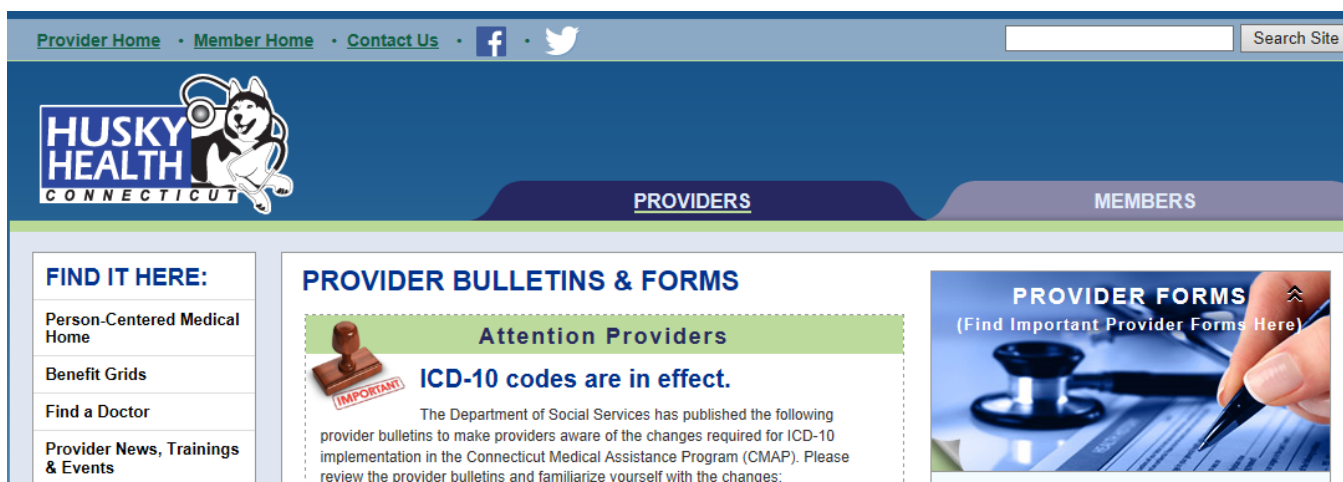 Provider Home · Member Home · Contact Us · f ·
Search Site
HUSKY
HEALTH
CONNECTICUT
PROVIDERS
MEMBERS
FIND IT HERE:
Person-Centered Medical
Home
Benefit Grids
Find a Doctor
Provider News, Trainings
& Events
PROVIDER BULLETINS & FORMS
Attention Providers
IMPORTANT
ICD-10 codes are in effect.
The Department of Social Services has published the following
provider bulletins to make providers aware of the changes required for ICD-10
implementation in the Connecticut Medical Assistance Program (CMAP). Please
review the provider bulletins and familiarize yourself with the changes:
PROVIDER FORMS
(Find Important Provider Forms Here)